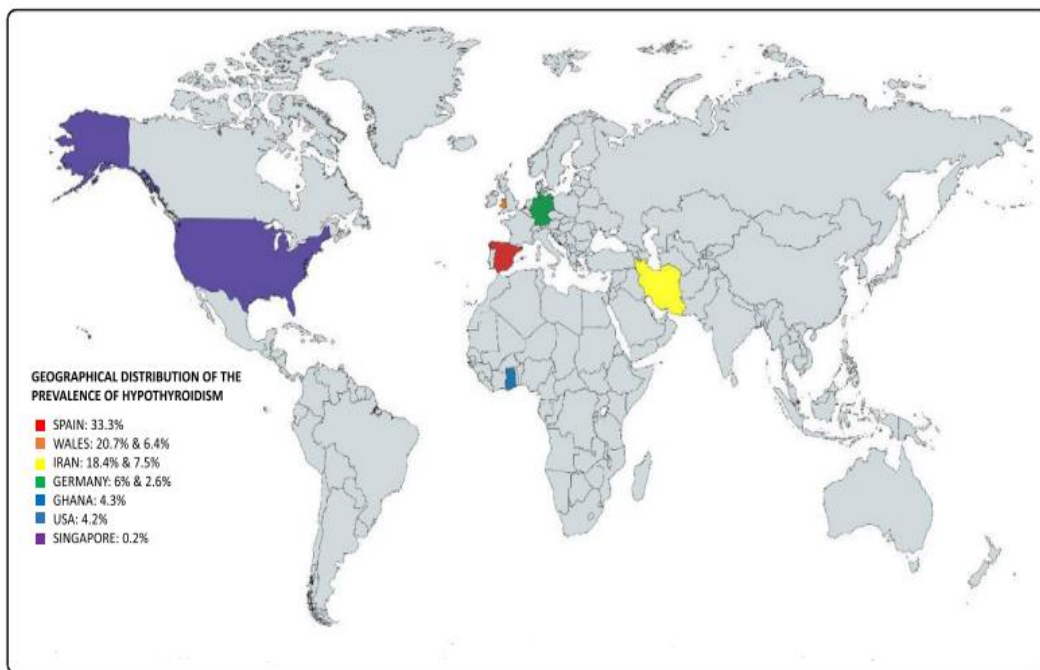 GEOGRAPHICAL DISTRIBUTION OF THE
PREVALENCE OF HYPOTHYROIDISM
SPAIN: 33.3%
WALES: 20.7% & 6.4%
IRAN: 18.4% & 7.5%
GERMANY: 6% & 2.6%
GHANA: 4.3%
USA: 4.2%
SINGAPORE: 0.2%